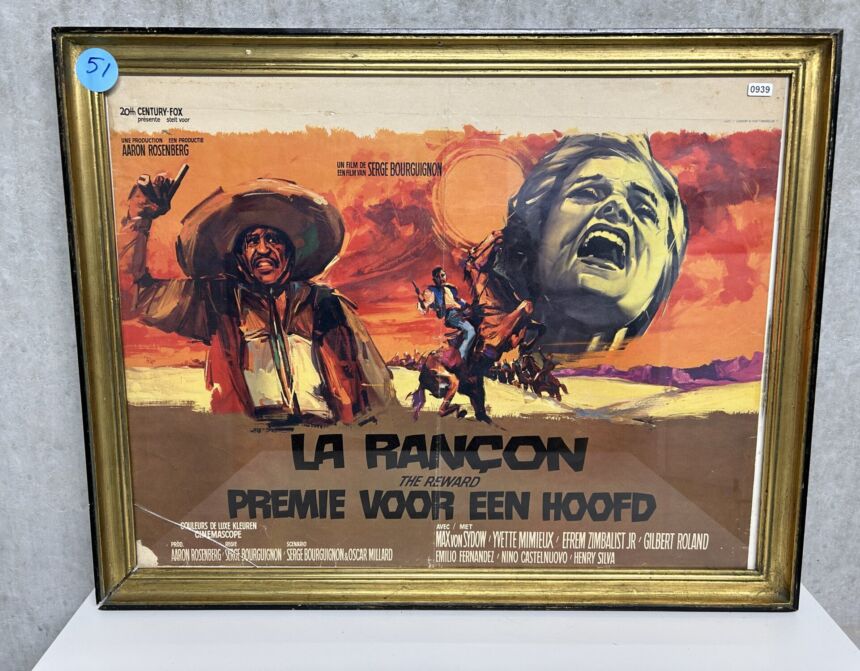 51
0939
20th CENTURY-FOX
présente stelt voor
UNE PRODUCTION EEN PRODUCTIE
AARON ROSENBERG
UN FILM DE
EEN FILM VAN SERGE BOURGUIGNON
LA RANÇON
THE REWARD
PREMIE VOOR EEN HOOFD
COULEURS DE LUXE KLEUREN
CINEMASCOPE
PROD. REGIE SCENARIO
AARON ROSENBERG SERGE BOURGUIGNON SERGE BOURGUIGNON & OSCAR MILLARD
AVEC / MET
MAX VON SYDOW / YVETTE MIMIEUX / EFREM ZIMBALIST JR / GILBERT ROLAND
EMILIO FERNANDEZ / NINO CASTELNUOVO / HENRY SILVA